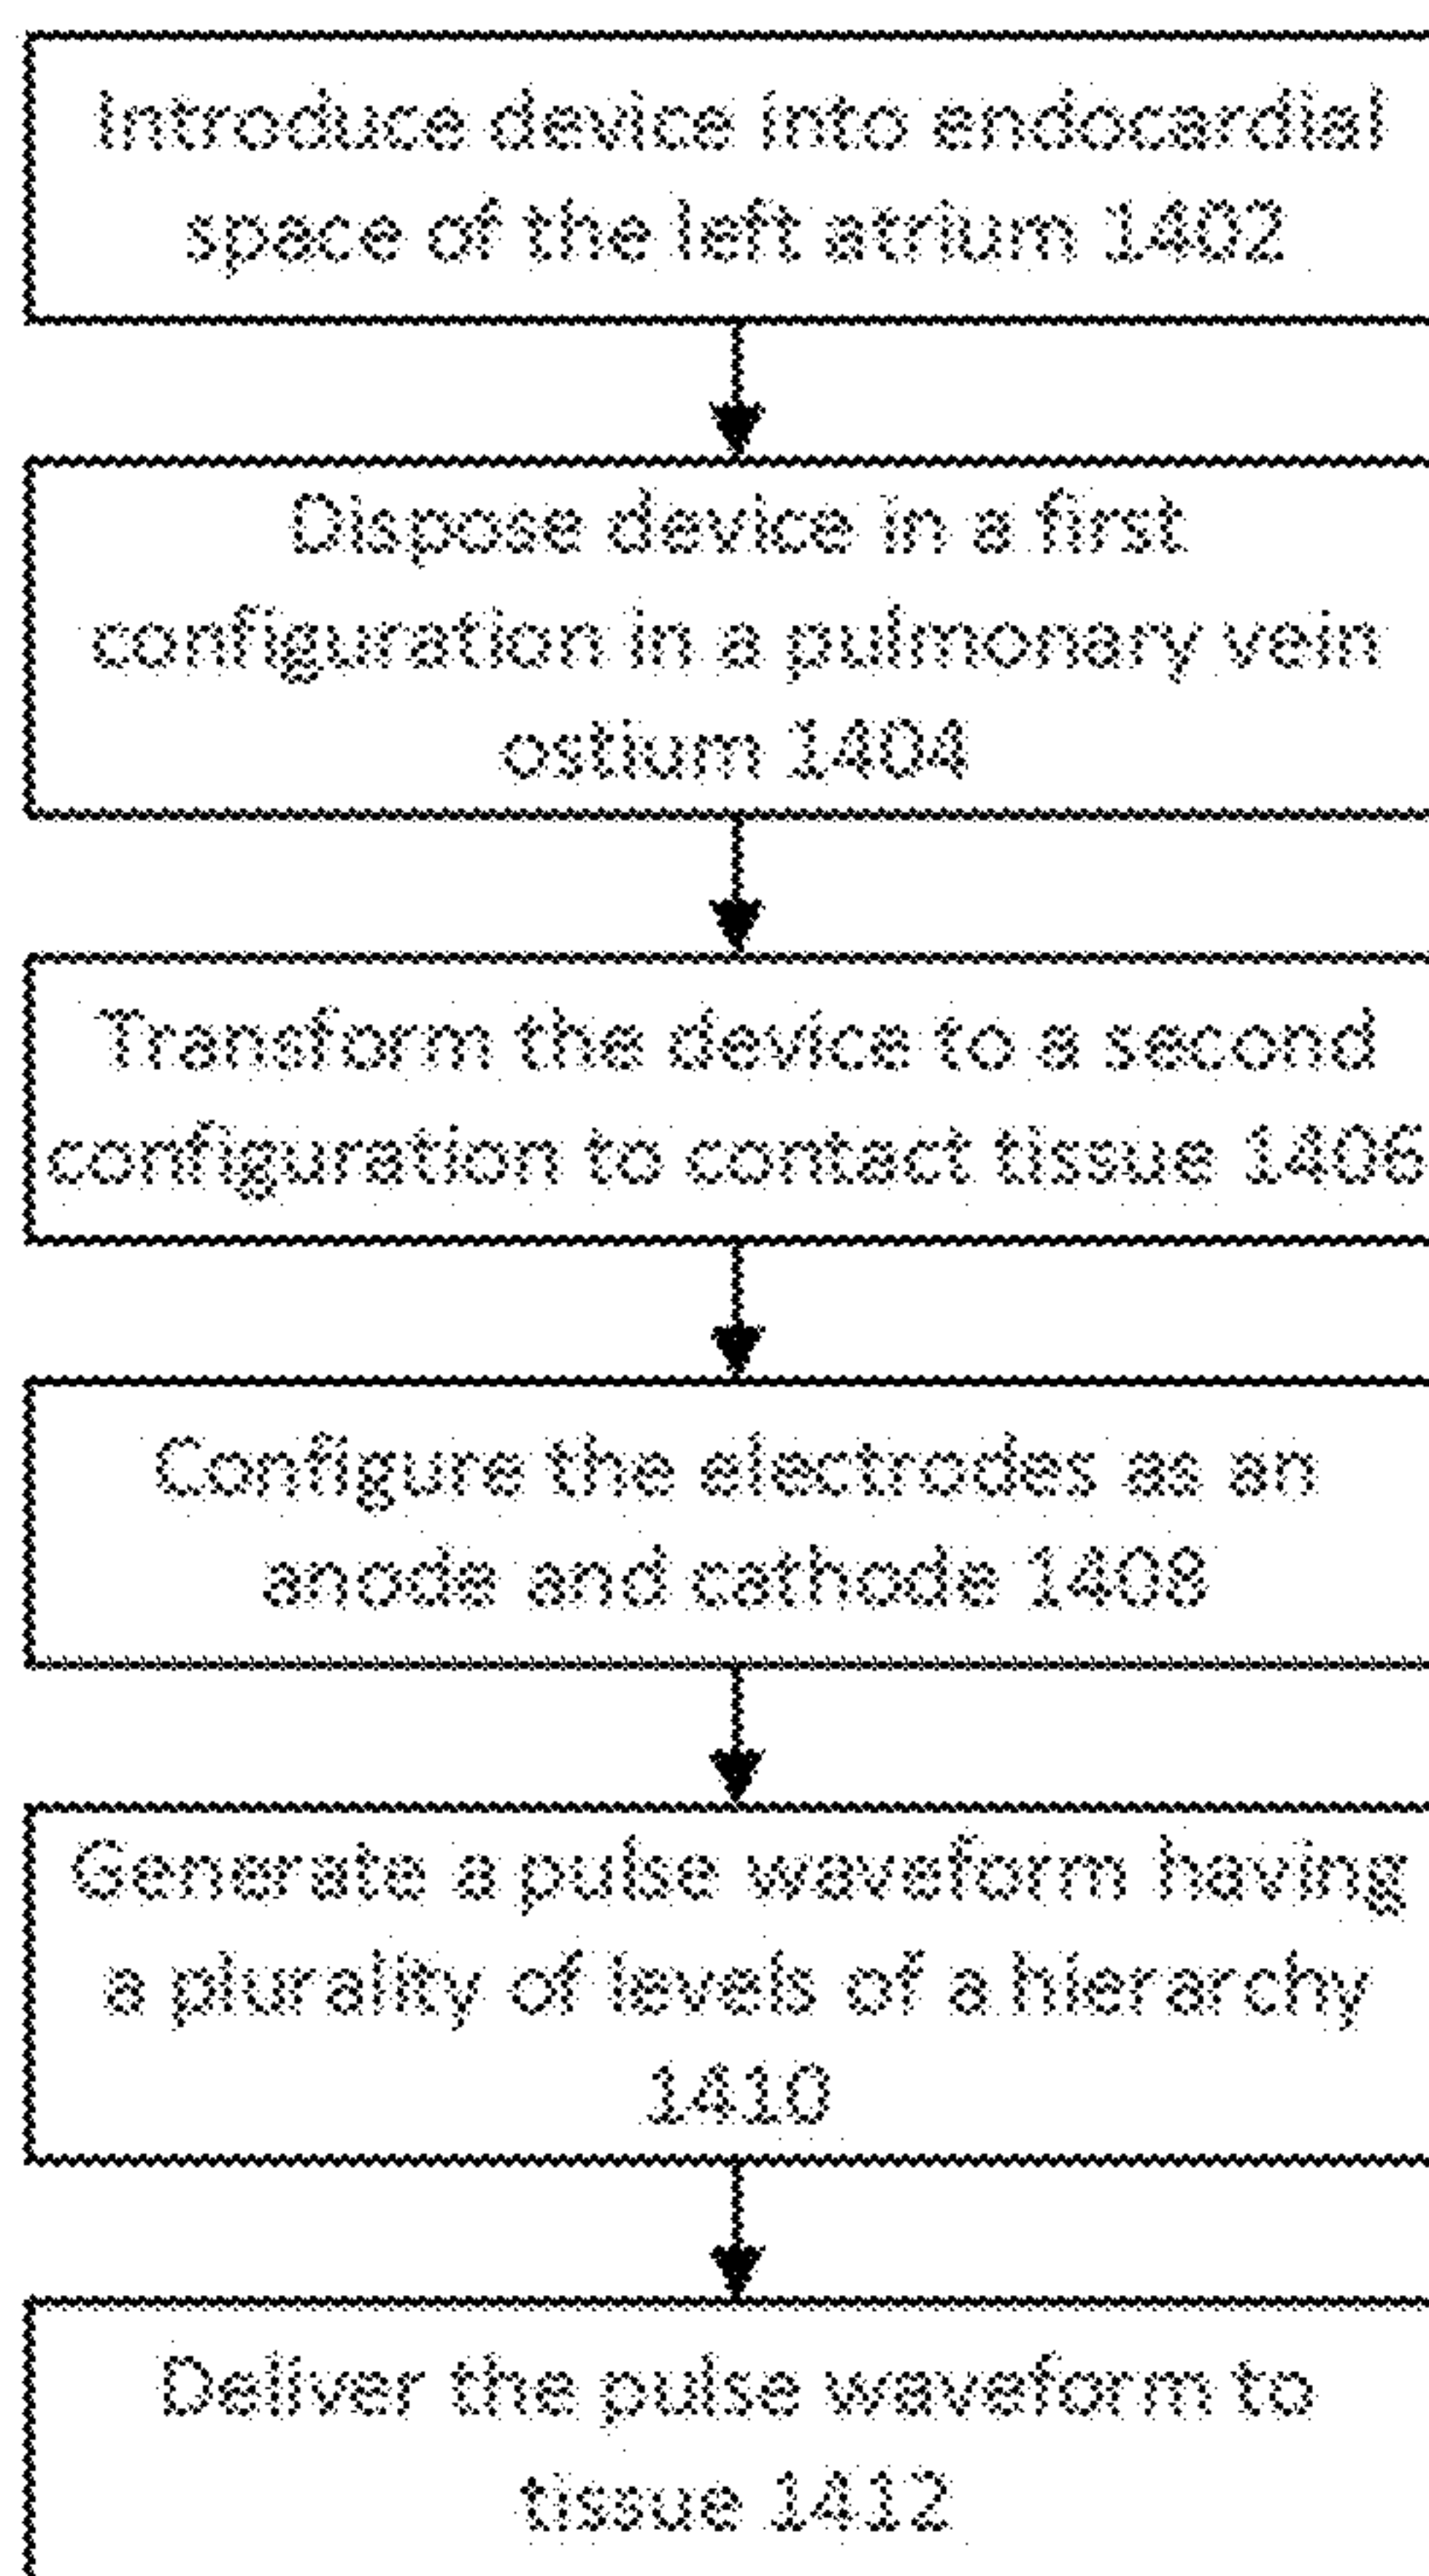 Introduce device into endocardial
space of the left atrium 1402
Dispose device in a first
configuration in a pulmonary vein
ostium 1404
Transform the device to a second
configuration to contact tissue 1406
Configure the electrodes as an
anode and cathode 1408
Generate a pulse waveform having
a plurality of levels of a hierarchy
1410
Deliver the pulse waveform to
tissue 1412